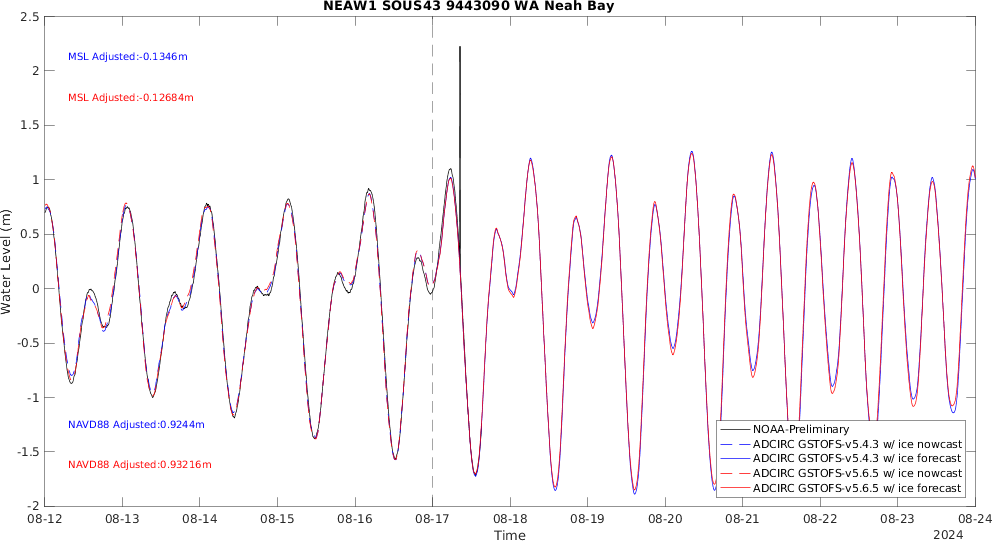 NEAW1 SOUS43 9443090 WA Neah Bay
2.5
2
1.5
1
0.5
0
-0.5
-1
-1.5
-2
Water Level (m)
MSL Adjusted:-0.1346m
MSL Adjusted:-0.12684m
NAVD88 Adjusted:0.9244m
NAVD88 Adjusted:0.93216m
NOAA-Preliminary
ADCIRC GSTOFS-v5.4.3 w/ ice nowcast
ADCIRC GSTOFS-v5.4.3 w/ ice forecast
ADCIRC GSTOFS-v5.6.5 w/ ice nowcast
ADCIRC GSTOFS-v5.6.5 w/ ice forecast
08-12 08-13 08-14 08-15 08-16 08-17 08-18 08-19 08-20 08-21 08-22 08-23 08-24
Time
2024